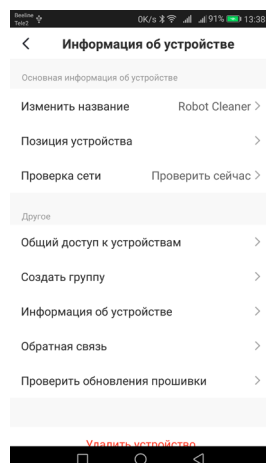 Beeline
Tele2
0K/s 91% 13:38
Информация об устройстве
Основная информация об устройстве
Изменить название Robot Cleaner
Позиция устройства
Проверка сети Проверить сейчас
Другое
Общий доступ к устройствам
Создать группу
Информация об устройстве
Обратная связь
Проверить обновления прошивки
Удалить устройство